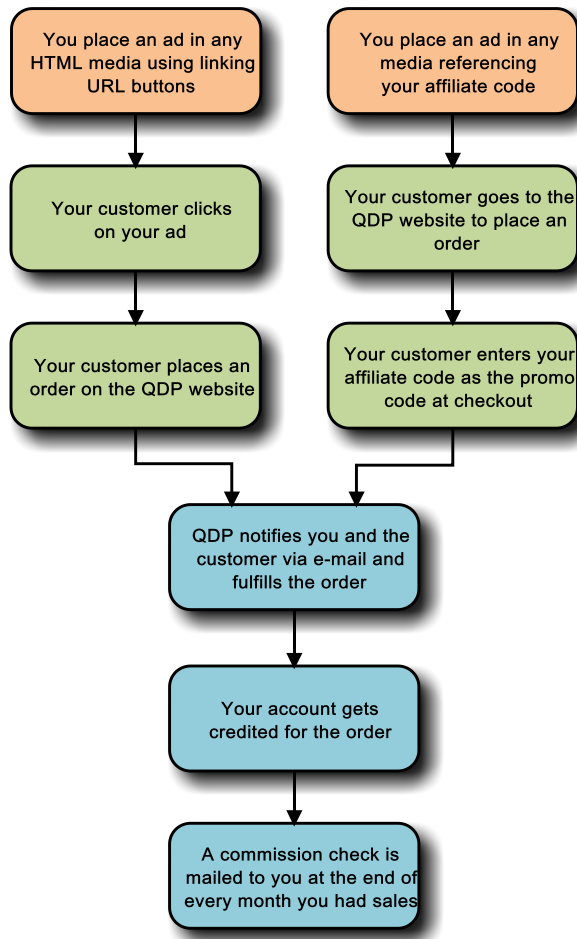 You place an ad in any
HTML media using linking
URL buttons
You place an ad in any
media referencing
your affiliate code
Your customer clicks
on your ad
Your customer goes to the
QDP website to place an
order
Your customer places an
order on the QDP website
Your customer enters your
affiliate code as the promo
code at checkout
QDP notifies you and the
customer via e-mail and
fulfills the order
Your account gets
credited for the order
A commission check is
mailed to you at the end of
every month you had sales